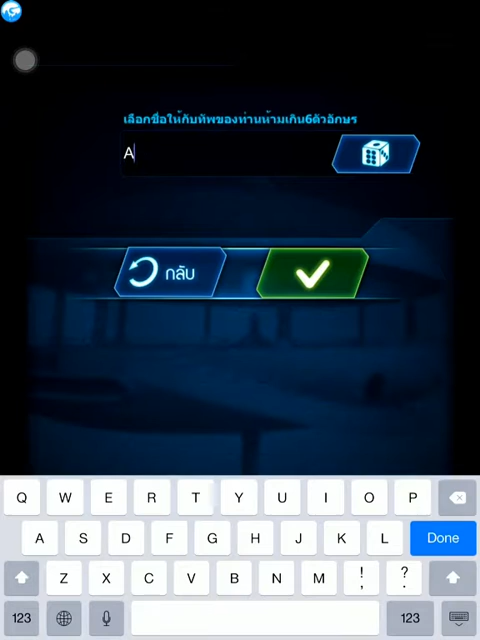 เลือกชื่อให้กับทัพของท่านห้ามเกิน6ตัวอักษร
A
กลับ
Q W E R T Y U I O P
A S D F G H J K L Done
Z X C V B N M ! , ? .
123 123